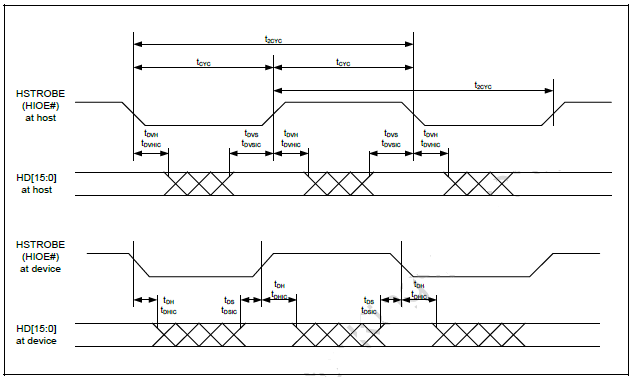 t2CYC
tCYC tCYC
t2CYC
HSTROBE
(HIOE#)
at host
tDVH tDVS tDVH tDVS tDVH
tDVHIC tDVSIC tDVHIC tDVSIC tDVHIC
HD[15:0]
at host
HSTROBE
(HIOE#)
at device
tDH tDS tDH tDS tDH
tDHIC tDSIC tDHIC tDSIC tDHIC
HD[15:0]
at device